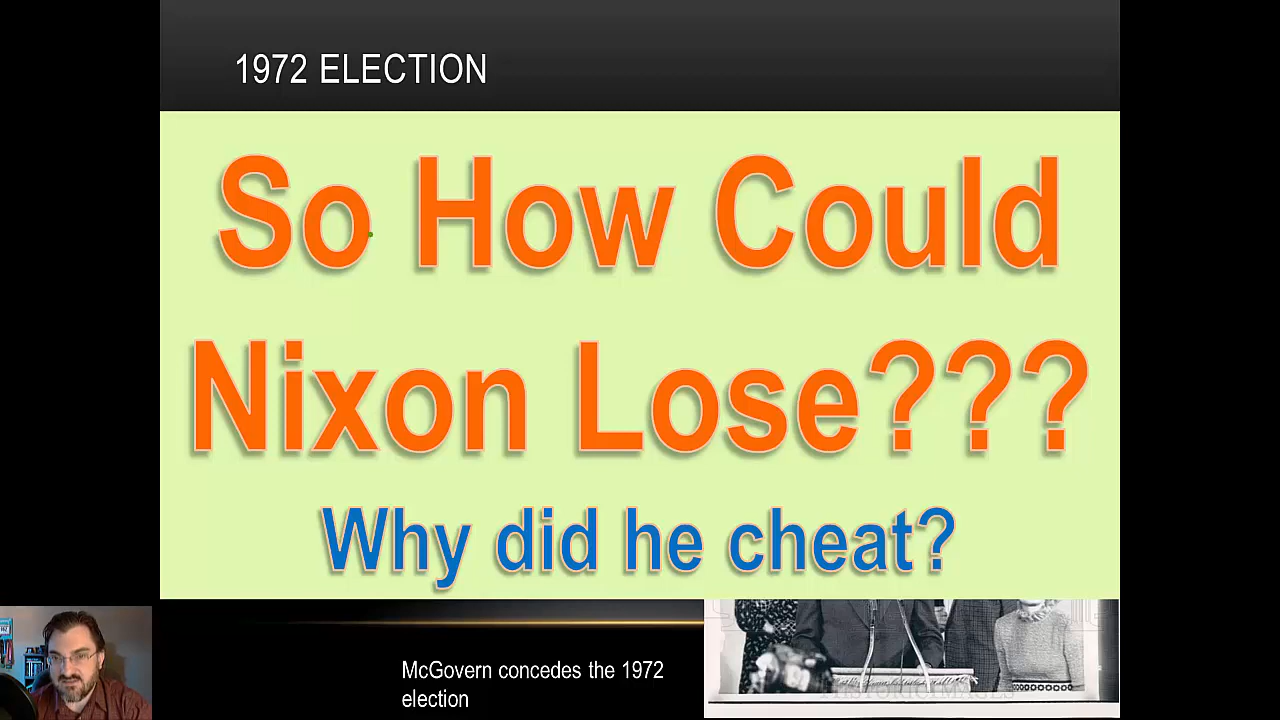 1972 ELECTION
So How Could
Nixon Lose???
Why did he cheat?
McGovern concedes the 1972
election